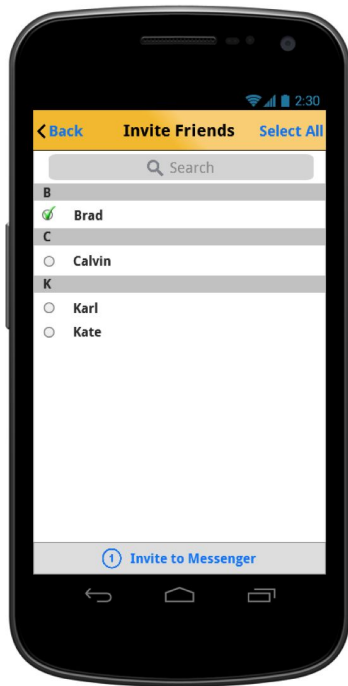 2:30
Back Invite Friends Select All
Search
B
Brad
C
Calvin
K
Karl
Kate
1 Invite to Messenger